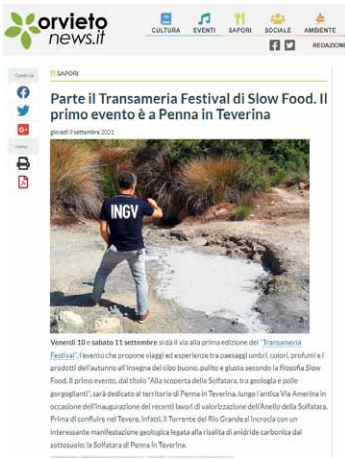 orvieto
news.it
CULTURA EVENTI SAPORI SOCIALE AMBIENTE
REDAZIONE
Condividi
SAPORI
Parte il Transameria Festival di Slow Food. Il
primo evento è a Penna in Teverina
giovedì 9 settembre 2021
INGV
Venerdì 10 e sabato 11 settembre si dà il via alla prima edizione del "Transameria
Festival", l'evento che propone viaggi ed esperienze tra paesaggi umbri, colori, profumi e i
prodotti dell'autunno all'insegna del cibo buono, pulito e giusto secondo la filosofia Slow
Food. Il primo evento, dal titolo "Alla scoperta della Solfatara, tra geologia e polle
gorgoglianti", sarà dedicato al territorio di Penna in Teverina, lungo l'antica Via Amerina in
occasione dell'inaugurazione dei recenti lavori di valorizzazione dell'Anello della Solfatara.
Prima di confluire nel Tevere, infatti, il Torrente del Rio Grande si incrocia con un
interessante manifestazione geologica legata alla risalita di anidride carbonica dal
sottosuolo: la Solfatara di Penna in Teverina.